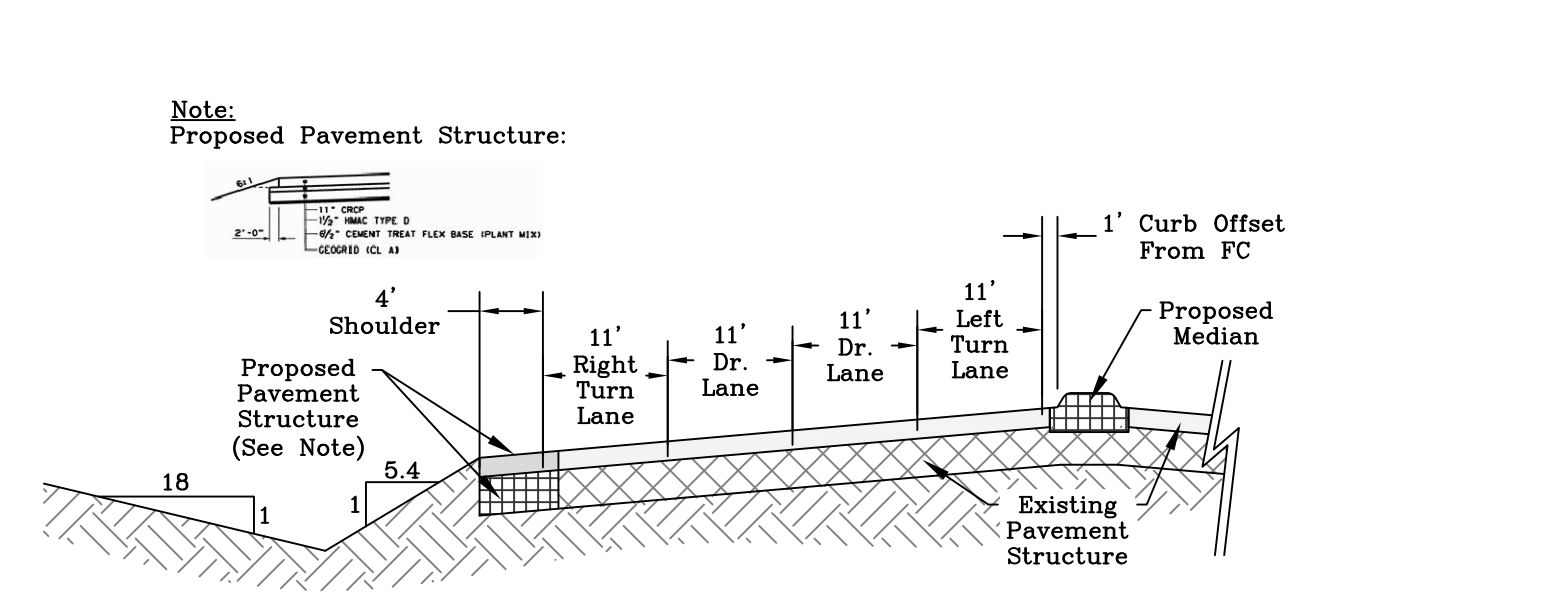 Note:
Proposed Pavement Structure:
6:1
11" CRCP
1½" HMAC TYPE D
2'-0"
6/2" CEMENT TREAT FLEX BASE (PLANT MIX)
GEOGRID (CL A)
1' Curb Offset
From FC
4'
Shoulder
11'
Right
Turn
Lane
11'
Dr.
Lane
11'
Dr.
Lane
11'
Left
Turn
Lane
Proposed
Median
Proposed
Pavement
Structure
(See Note)
18
1
5.4
1
Existing
Pavement
Structure